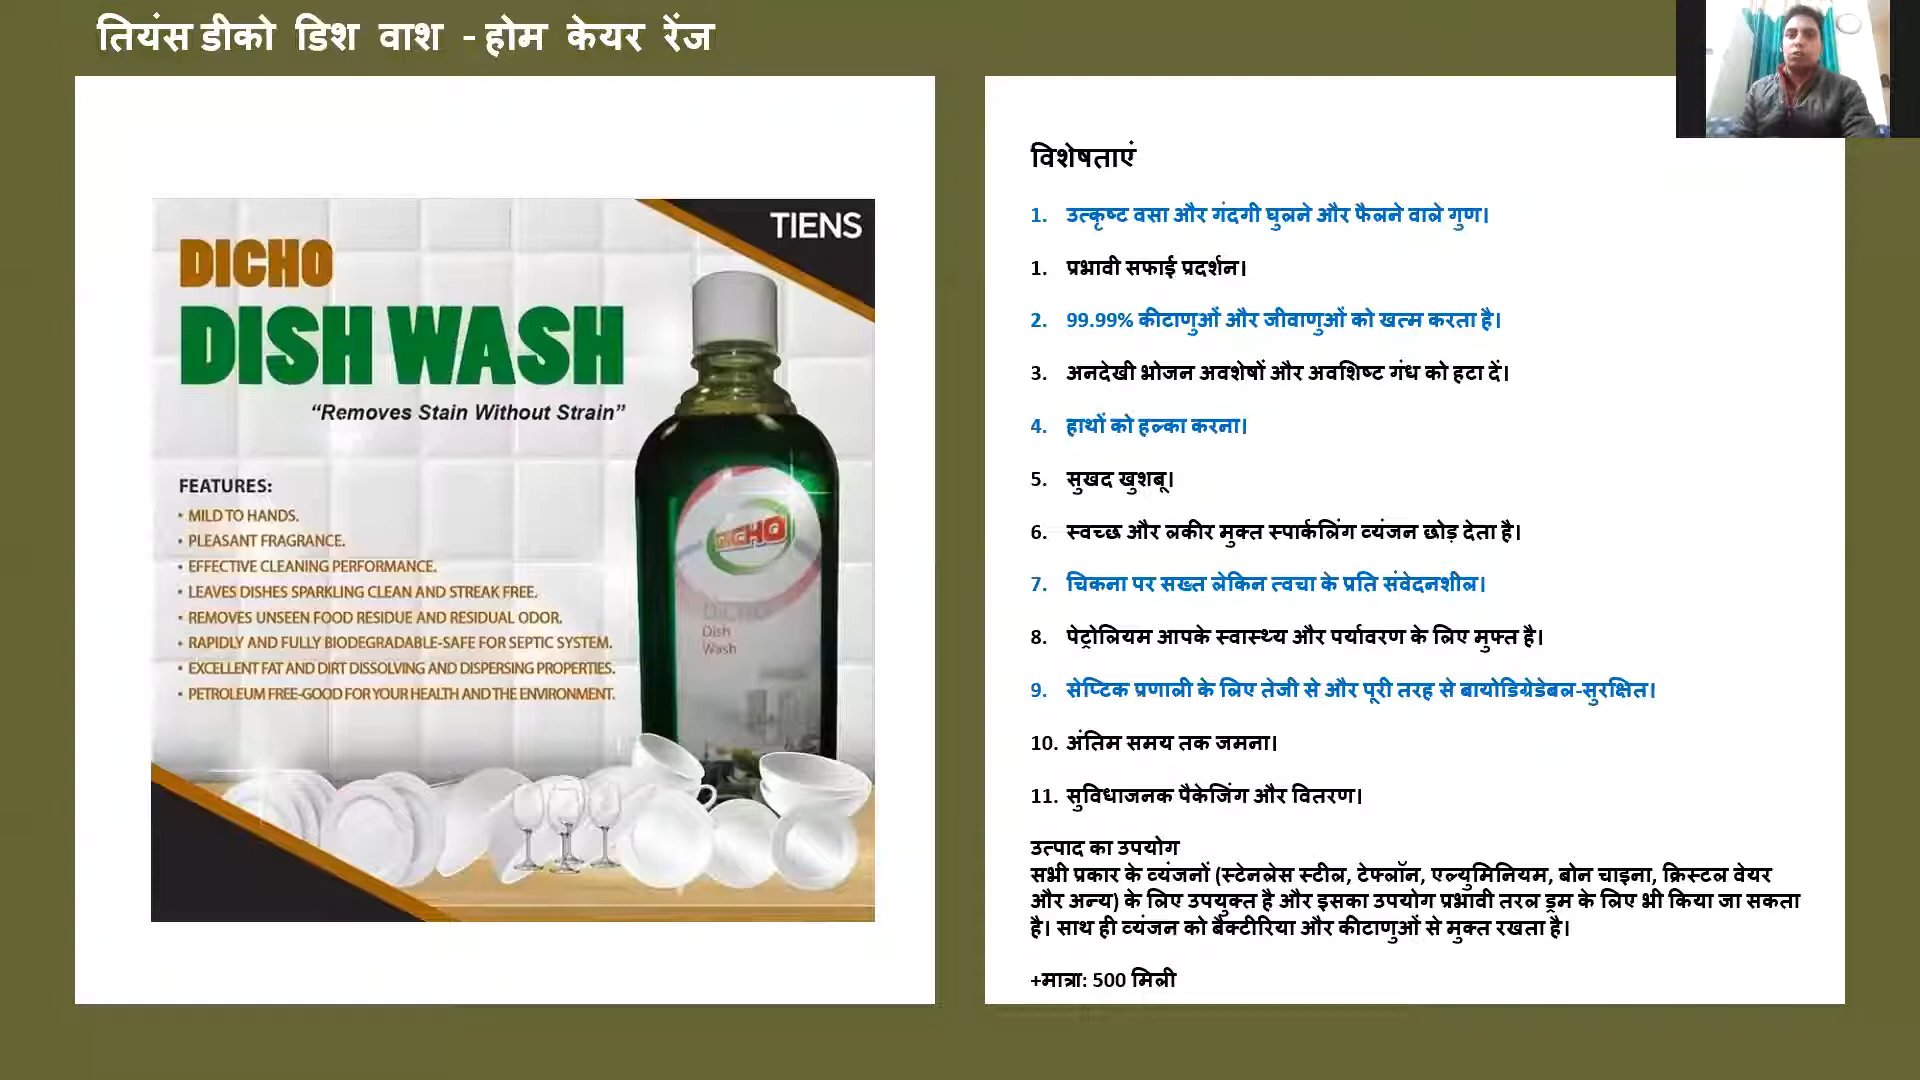 तियंस डीको डिश वाश - होम केयर रेंज
TIENS
DICHO
DISH WASH
“Removes Stain Without Strain”
FEATURES:
• MILD TO HANDS.
• PLEASANT FRAGRANCE.
• EFFECTIVE CLEANING PERFORMANCE.
• LEAVES DISHES SPARKLING CLEAN AND STREAK FREE.
• REMOVES UNSEEN FOOD RESIDUE AND RESIDUAL ODOR.
• RAPIDLY AND FULLY BIODEGRADABLE-SAFE FOR SEPTIC SYSTEM.
• EXCELLENT FAT AND DIRT DISSOLVING AND DISPERSING PROPERTIES.
• PETROLEUM FREE-GOOD FOR YOUR HEALTH AND THE ENVIRONMENT.
DICHO
DICHO
Dish
Wash
विशेषताएं
1. उत्कृष्ट वसा और गंदगी घुलने और फैलने वाले गुण।
1. प्रभावी सफाई प्रदर्शन।
2. 99.99% कीटाणुओं और जीवाणुओं को खत्म करता है।
3. अनदेखी भोजन अवशेषों और अवशिष्ट गंध को हटा दें।
4. हाथों को हल्का करना।
5. सुखद खुशबू।
6. स्वच्छ और लकीर मुक्त स्पार्कलिंग व्यंजन छोड़ देता है।
7. चिकना पर सख्त लेकिन त्वचा के प्रति संवेदनशील।
8. पेट्रोलियम आपके स्वास्थ्य और पर्यावरण के लिए मुफ्त है।
9. सेप्टिक प्रणाली के लिए तेजी से और पूरी तरह से बायोडिग्रेडेबल-सुरक्षित।
10. अंतिम समय तक जमना।
11. सुविधाजनक पैकेजिंग और वितरण।
उत्पाद का उपयोग
सभी प्रकार के व्यंजनों (स्टेनलेस स्टील, टेफ्लॉन, एल्युमिनियम, बोन चाइना, क्रिस्टल वेयर
और अन्य) के लिए उपयुक्त है और इसका उपयोग प्रभावी तरल ड्रम के लिए भी किया जा सकता
है। साथ ही व्यंजन को बैक्टीरिया और कीटाणुओं से मुक्त रखता है।
+मात्रा: 500 मिली